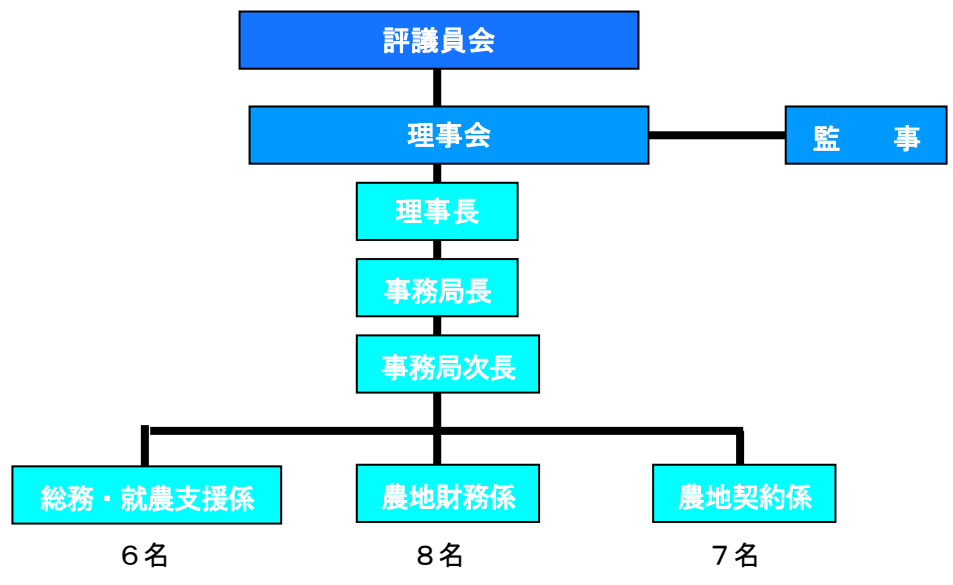 評議員会
理事会
監　　事
理事長
事務局長
事務局次長
総務・就農支援係
農地財務係
農地契約係
６名
８名
７名